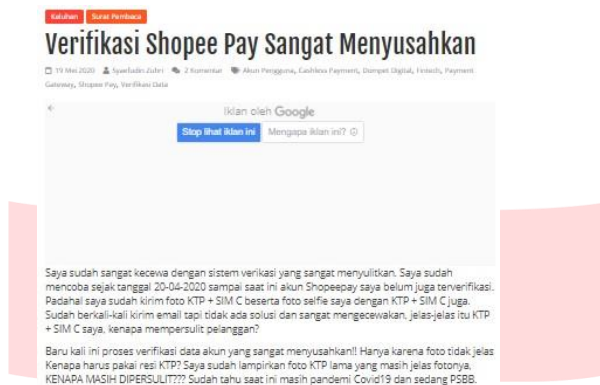 Keluhan Surat Pembaca
Verifikasi Shopee Pay Sangat Menyusahkan
19 Mei 2020 Syaefudin Zuhri 2 Komentar Akun Pengguna, Cashless Payment, Dompet Digital, Fintech, Payment
Gateway, Shopee Pay, Verifikasi Data
Iklan oleh Google
Stop lihat iklan ini Mengapa iklan ini?
Saya sudah sangat kecewa dengan sistem verikasi yang sangat menyulitkan. Saya sudah
mencoba sejak tanggal 20-04-2020 sampai saat ini akun Shopeepay saya belum juga terverifikasi.
Padahal saya sudah kirim foto KTP + SIM C beserta foto selfie saya dengan KTP + SIM C juga.
Sudah berkali-kali kirim email tapi tidak ada solusi dan sangat mengecewakan, jelas-jelas itu KTP
+ SIM C saya, kenapa mempersulit pelanggan?
Baru kali ini proses verifikasi data akun yang sangat menyusahkan!! Hanya karena foto tidak jelas
Kenapa harus pakai resi KTP? Saya sudah lampirkan foto KTP lama yang masih jelas fotonya,
KENAPA MASIH DIPERSULIT??? Sudah tahu saat ini masih pandemi Covid19 dan sedang PSBB.